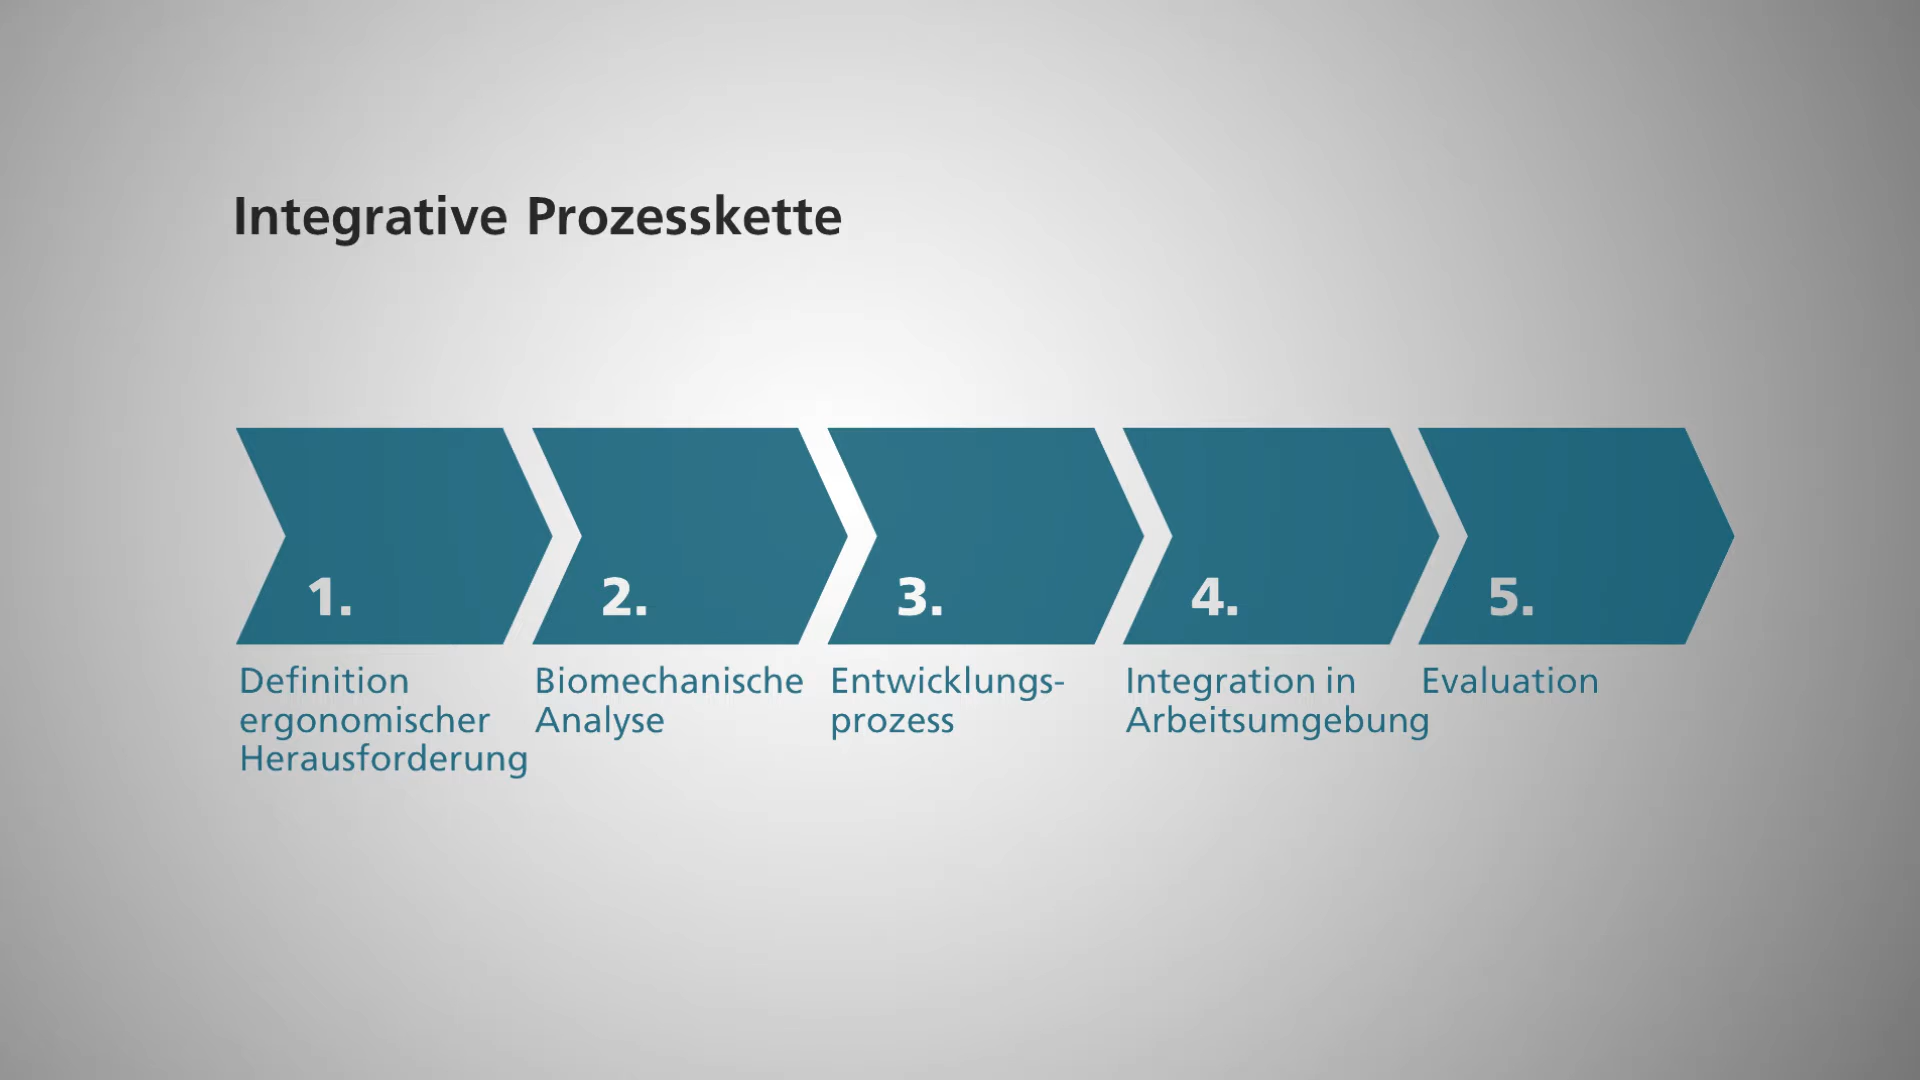 Integrative Prozesskette
1.
2.
3.
4.
5.
Definition
ergonomischer
Herausforderung
Biomechanische
Analyse
Entwicklungs-
prozess
Integration in
Arbeitsumgebung
Evaluation